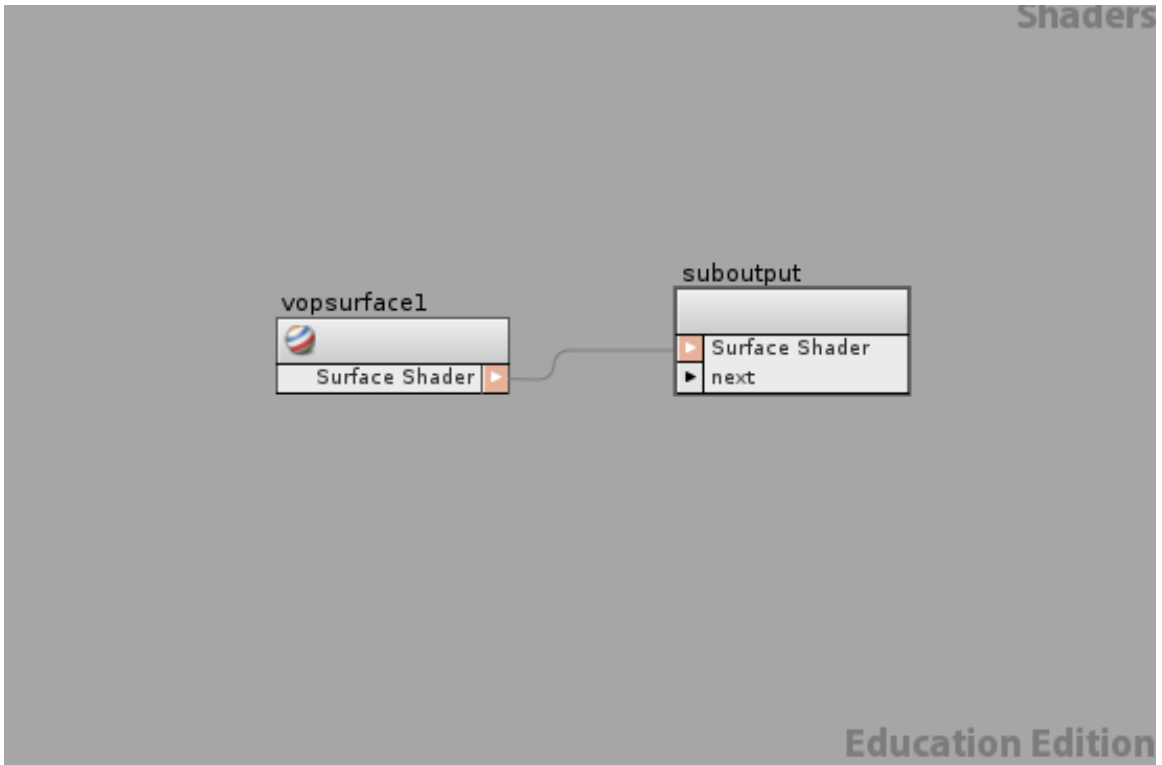 Shaders
suboutput
vopsurface1
Surface Shader
next
Surface Shader
Education Edition